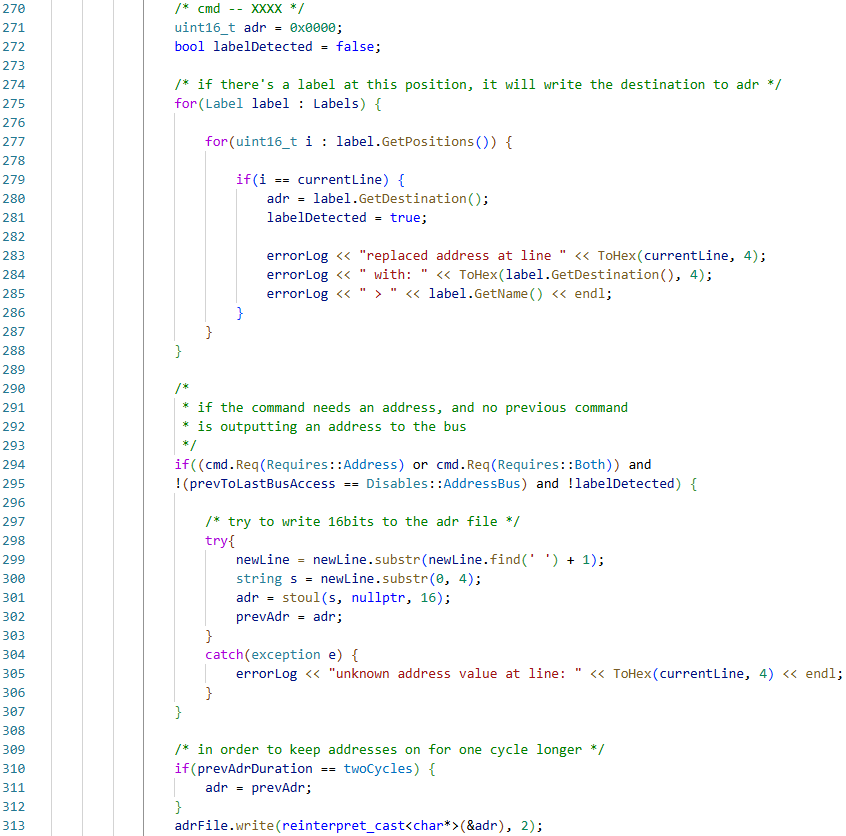 270 /* cmd -- XXXX */
271 uint16_t adr = 0x0000;
272 bool labelDetected = false;
273
274 /* if there's a label at this position, it will write the destination to adr */
275 for(Label label : Labels) {
276
277 for(uint16_t i : label.GetPositions()) {
278
279 if(i == currentLine) {
280 adr = label.GetDestination();
281 labelDetected = true;
282
283 errorLog << "replaced address at line " << ToHex(currentLine, 4);
284 errorLog << " with: " << ToHex(label.GetDestination(), 4);
285 errorLog << " > " << label.GetName() << endl;
286 }
287 }
288 }
289
290 /*
291 * if the command needs an address, and no previous command
292 * is outputting an address to the bus
293 */
294 if((cmd.Req(Requires::Address) or cmd.Req(Requires::Both)) and
295 !(prevToLastBusAccess == Disables::AddressBus) and !labelDetected) {
296
297 /* try to write 16bits to the adr file */
298 try{
299 newLine = newLine.substr(newLine.find(' ') + 1);
300 string s = newLine.substr(0, 4);
301 adr = stoul(s, nullptr, 16);
302 prevAdr = adr;
303 }
304 catch(exception e) {
305 errorLog << "unknown address value at line: " << ToHex(currentLine, 4) << endl;
306 }
307 }
308
309 /* in order to keep addresses on for one cycle longer */
310 if(prevAdrDuration == twoCycles) {
311 adr = prevAdr;
312 }
313 adrFile.write(reinterpret_cast<char*>(&adr), 2);